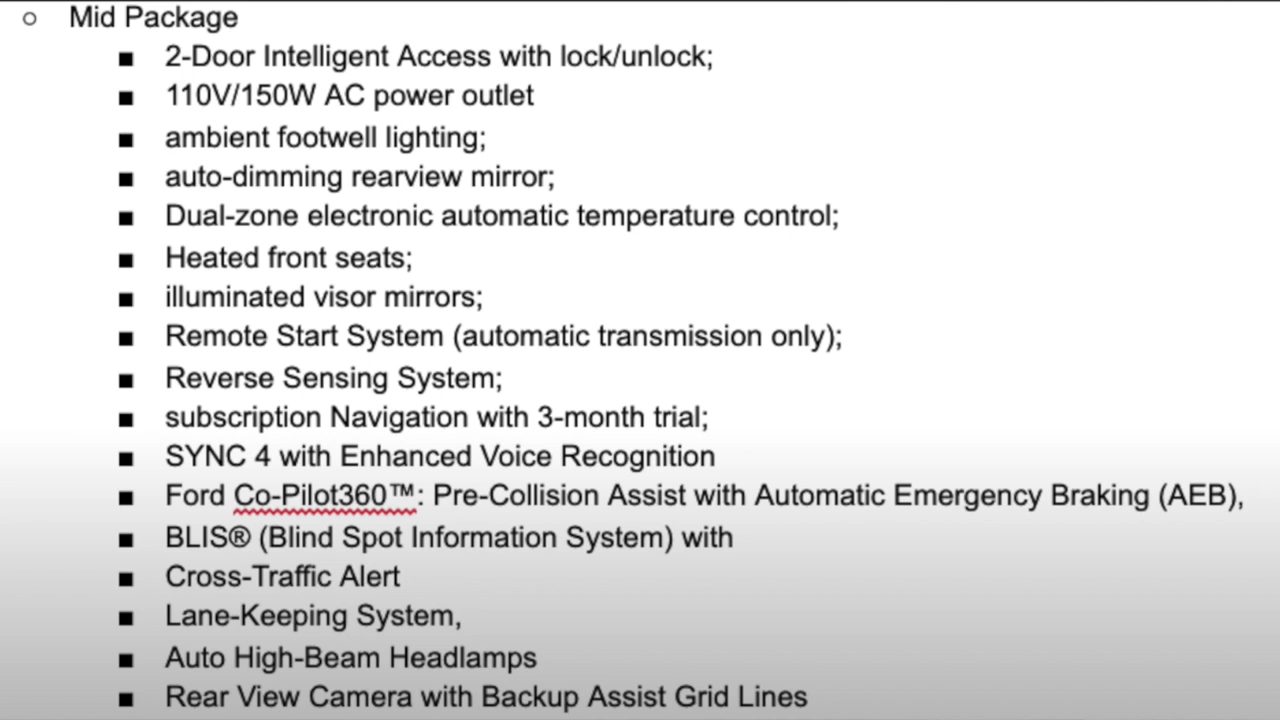 ○ Mid Package
■ 2-Door Intelligent Access with lock/unlock;
■ 110V/150W AC power outlet
■ ambient footwell lighting;
■ auto-dimming rearview mirror;
■ Dual-zone electronic automatic temperature control;
■ Heated front seats;
■ illuminated visor mirrors;
■ Remote Start System (automatic transmission only);
■ Reverse Sensing System;
■ subscription Navigation with 3-month trial;
■ SYNC 4 with Enhanced Voice Recognition
■ Ford Co-Pilot360™: Pre-Collision Assist with Automatic Emergency Braking (AEB),
■ BLIS® (Blind Spot Information System) with
■ Cross-Traffic Alert
■ Lane-Keeping System,
■ Auto High-Beam Headlamps
■ Rear View Camera with Backup Assist Grid Lines